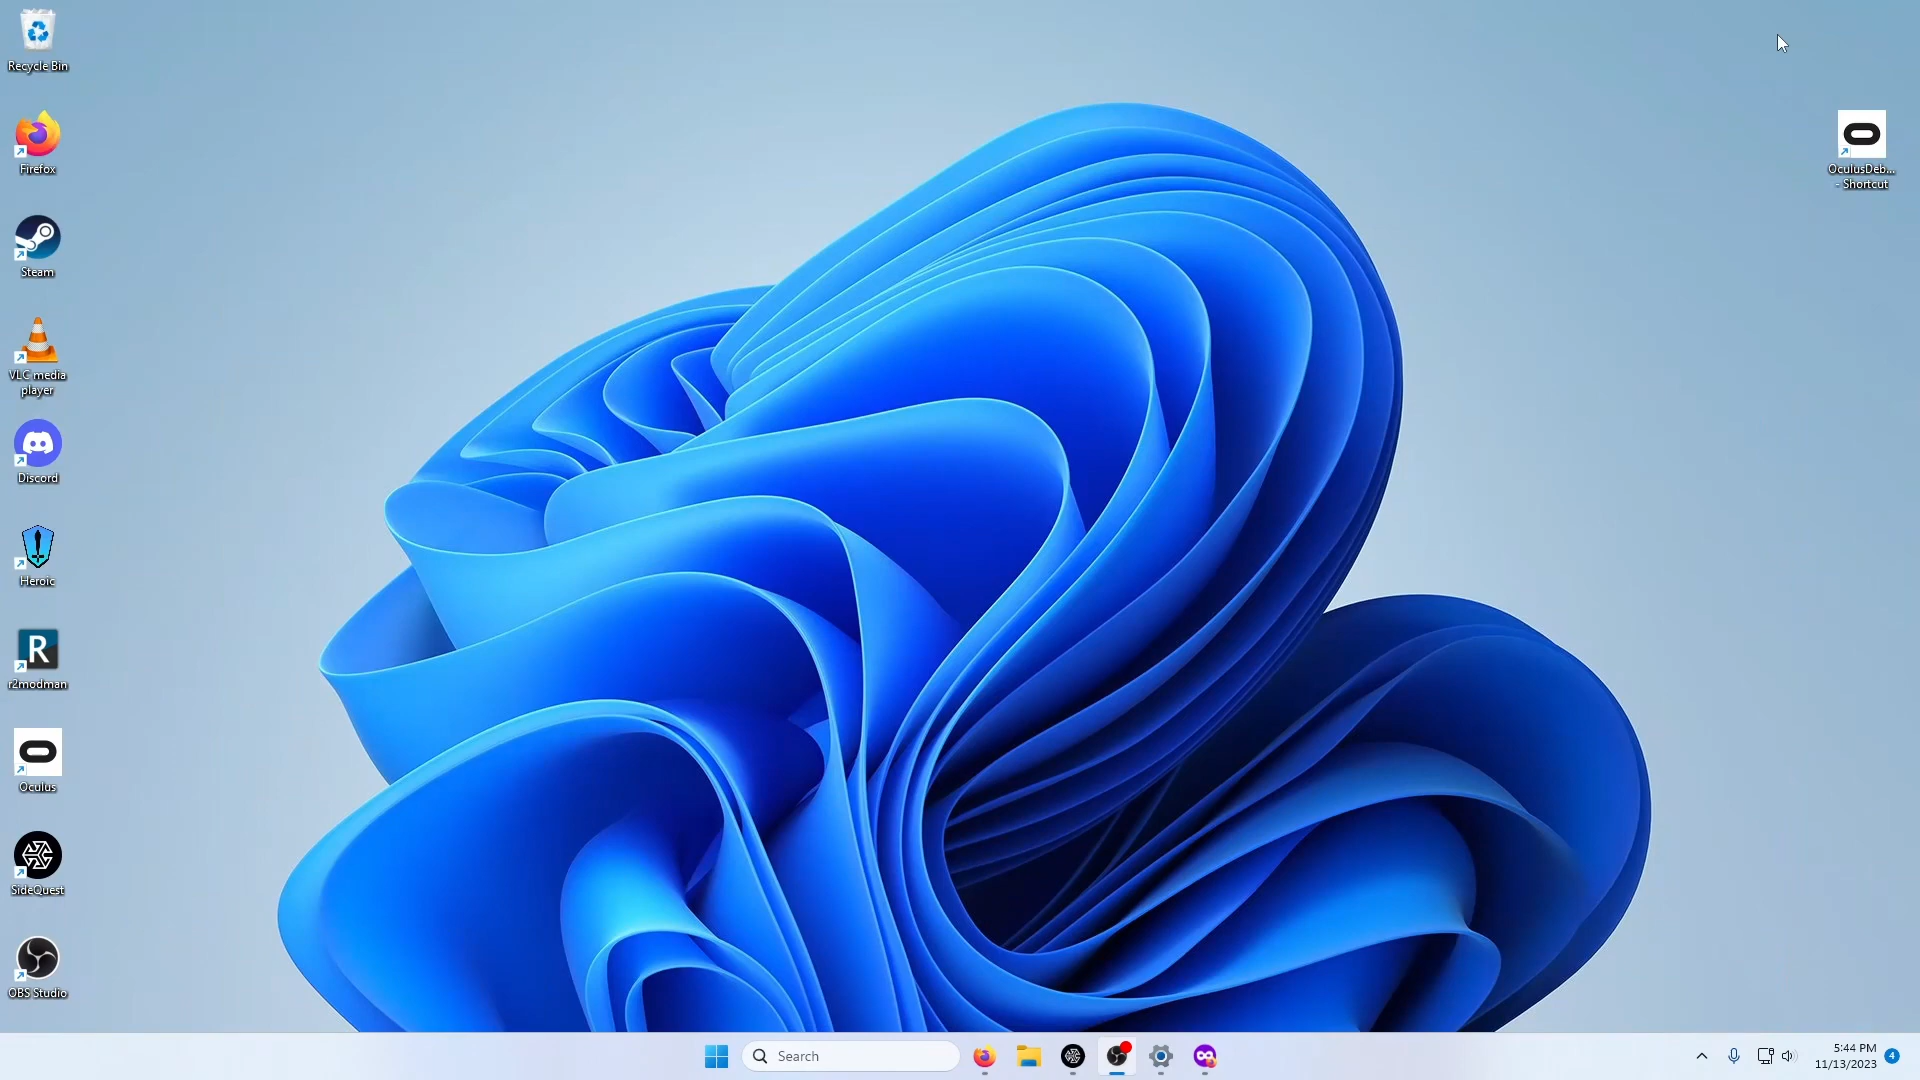 Recycle Bin
Firefox
Steam
VLC media
player
Discord
Heroic
R
r2modman
Oculus
SideQuest
OBS Studio
OculusDeb...
- Shortcut
Search
5:44 PM
11/13/2023
4